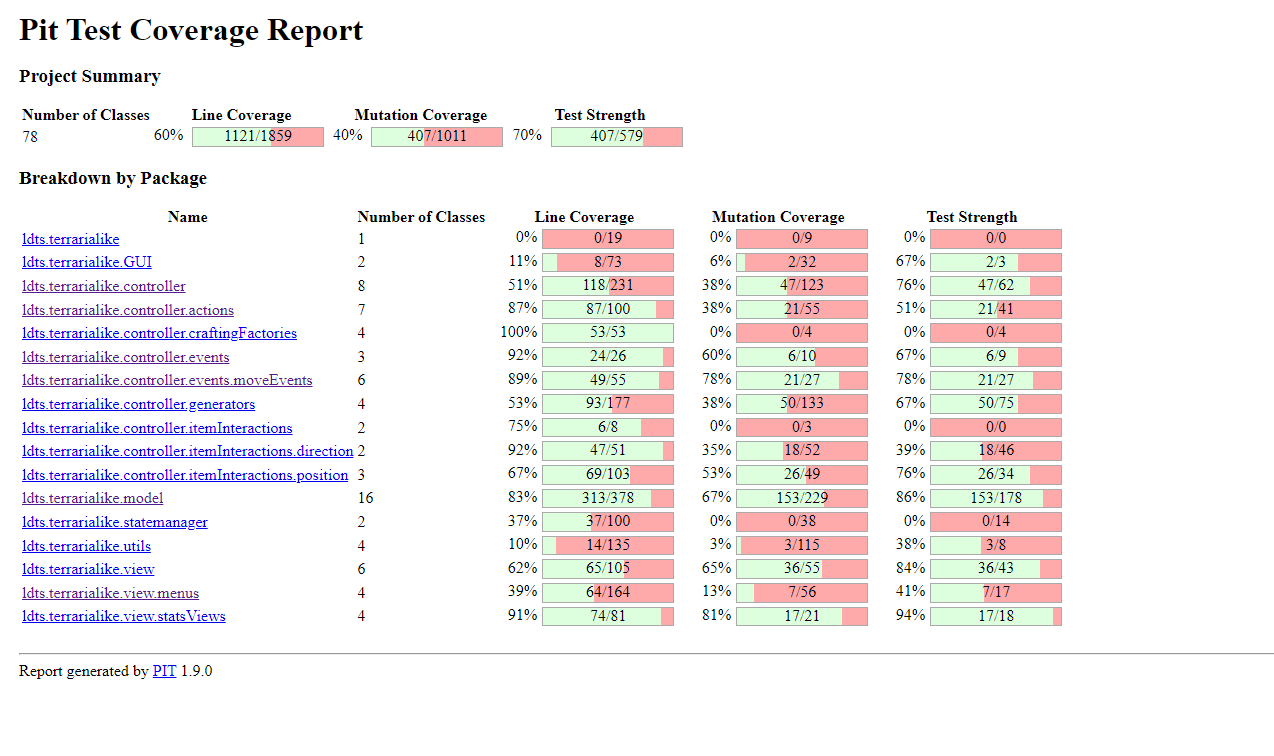 Pit Test Coverage Report
Project Summary
Number of Classes Line Coverage Mutation Coverage Test Strength
78 60% 1121/1859 40% 407/1011 70% 407/579
Breakdown by Package
Name Number of Classes Line Coverage Mutation Coverage Test Strength
ldts.terrarialike 1 0% 0/19 0% 0/9 0% 0/0
ldts.terrarialike.GUI 2 11% 8/73 6% 2/32 67% 2/3
ldts.terrarialike.controller 8 51% 118/231 38% 47/123 76% 47/62
ldts.terrarialike.controller.actions 7 87% 87/100 38% 21/55 51% 21/41
ldts.terrarialike.controller.craftingFactories 4 100% 53/53 0% 0/4 0% 0/4
ldts.terrarialike.controller.events 3 92% 24/26 60% 6/10 67% 6/9
ldts.terrarialike.controller.events.moveEvents 6 89% 49/55 78% 21/27 78% 21/27
ldts.terrarialike.controller.generators 4 53% 93/177 38% 50/133 67% 50/75
ldts.terrarialike.controller.itemInteractions 2 75% 6/8 0% 0/3 0% 0/0
ldts.terrarialike.controller.itemInteractions.direction 2 92% 47/51 35% 18/52 39% 18/46
ldts.terrarialike.controller.itemInteractions.position 3 67% 69/103 53% 26/49 76% 26/34
ldts.terrarialike.model 16 83% 313/378 67% 153/229 86% 153/178
ldts.terrarialike.statemanager 2 37% 37/100 0% 0/38 0% 0/14
ldts.terrarialike.utils 4 10% 14/135 3% 3/115 38% 3/8
ldts.terrarialike.view 6 62% 65/105 65% 36/55 84% 36/43
ldts.terrarialike.view.menus 4 39% 64/164 13% 7/56 41% 7/17
ldts.terrarialike.view.statsViews 4 91% 74/81 81% 17/21 94% 17/18
Report generated by PIT 1.9.0